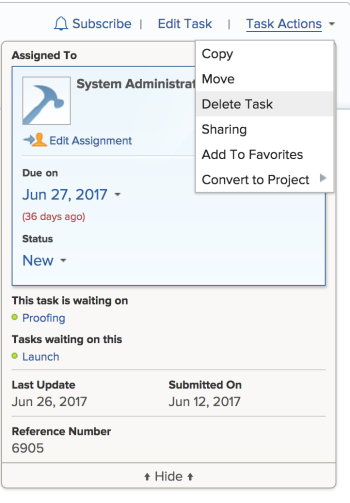 Subscribe | Edit Task | Task Actions
Assigned To
System Administrat
Edit Assignment
Due on
Jun 27, 2017
(36 days ago)
Status
New
Copy
Move
Delete Task
Sharing
Add To Favorites
Convert to Project
This task is waiting on
Proofing
Tasks waiting on this
Launch
Last Update Submitted On
Jun 26, 2017 Jun 12, 2017
Reference Number
6905
Hide